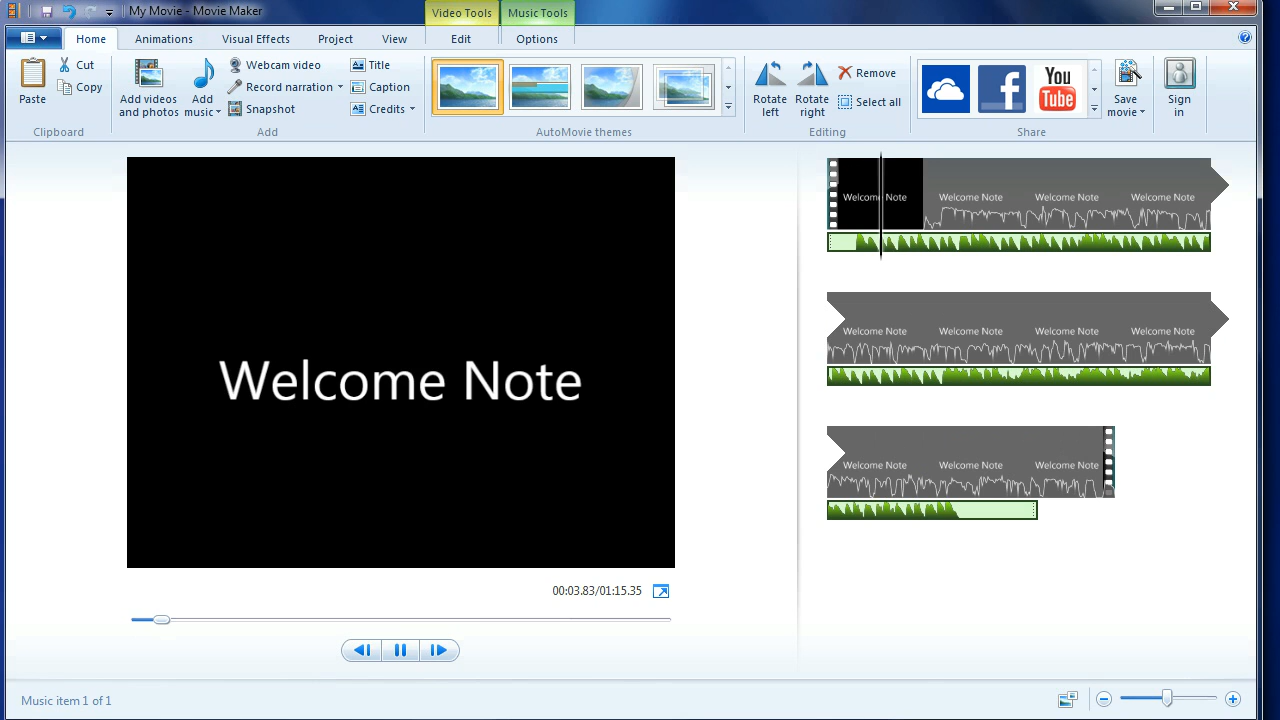 My Movie - Movie Maker
Video Tools
Music Tools
Home
Animations
Visual Effects
Project
View
Edit
Options
Paste
Cut
Copy
Clipboard
Add videos
and photos
Add
music
Webcam video
Record narration
Snapshot
Title
Caption
Credits
Add
AutoMovie themes
Rotate
left
Rotate
right
Remove
Select all
Editing
f
You
Tube
Share
Save
movie
Sign
in
Welcome Note
00:03.83/01:15.35
Welcome Note Welcome Note Welcome Note Welcome Note
Welcome Note Welcome Note Welcome Note Welcome Note
Welcome Note Welcome Note Welcome Note
Music item 1 of 1